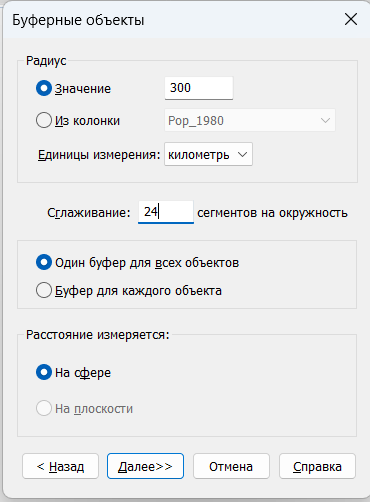 Буферные объекты
Радиус
Значение 300
Из колонки Pop_1980
Единицы измерения: километрь
Сглаживание: 24 сегментов на окружность
Один буфер для всех объектов
Буфер для каждого объекта
Расстояние измеряется:
На сфере
На плоскости
< Назад Далее>> Отмена Справка